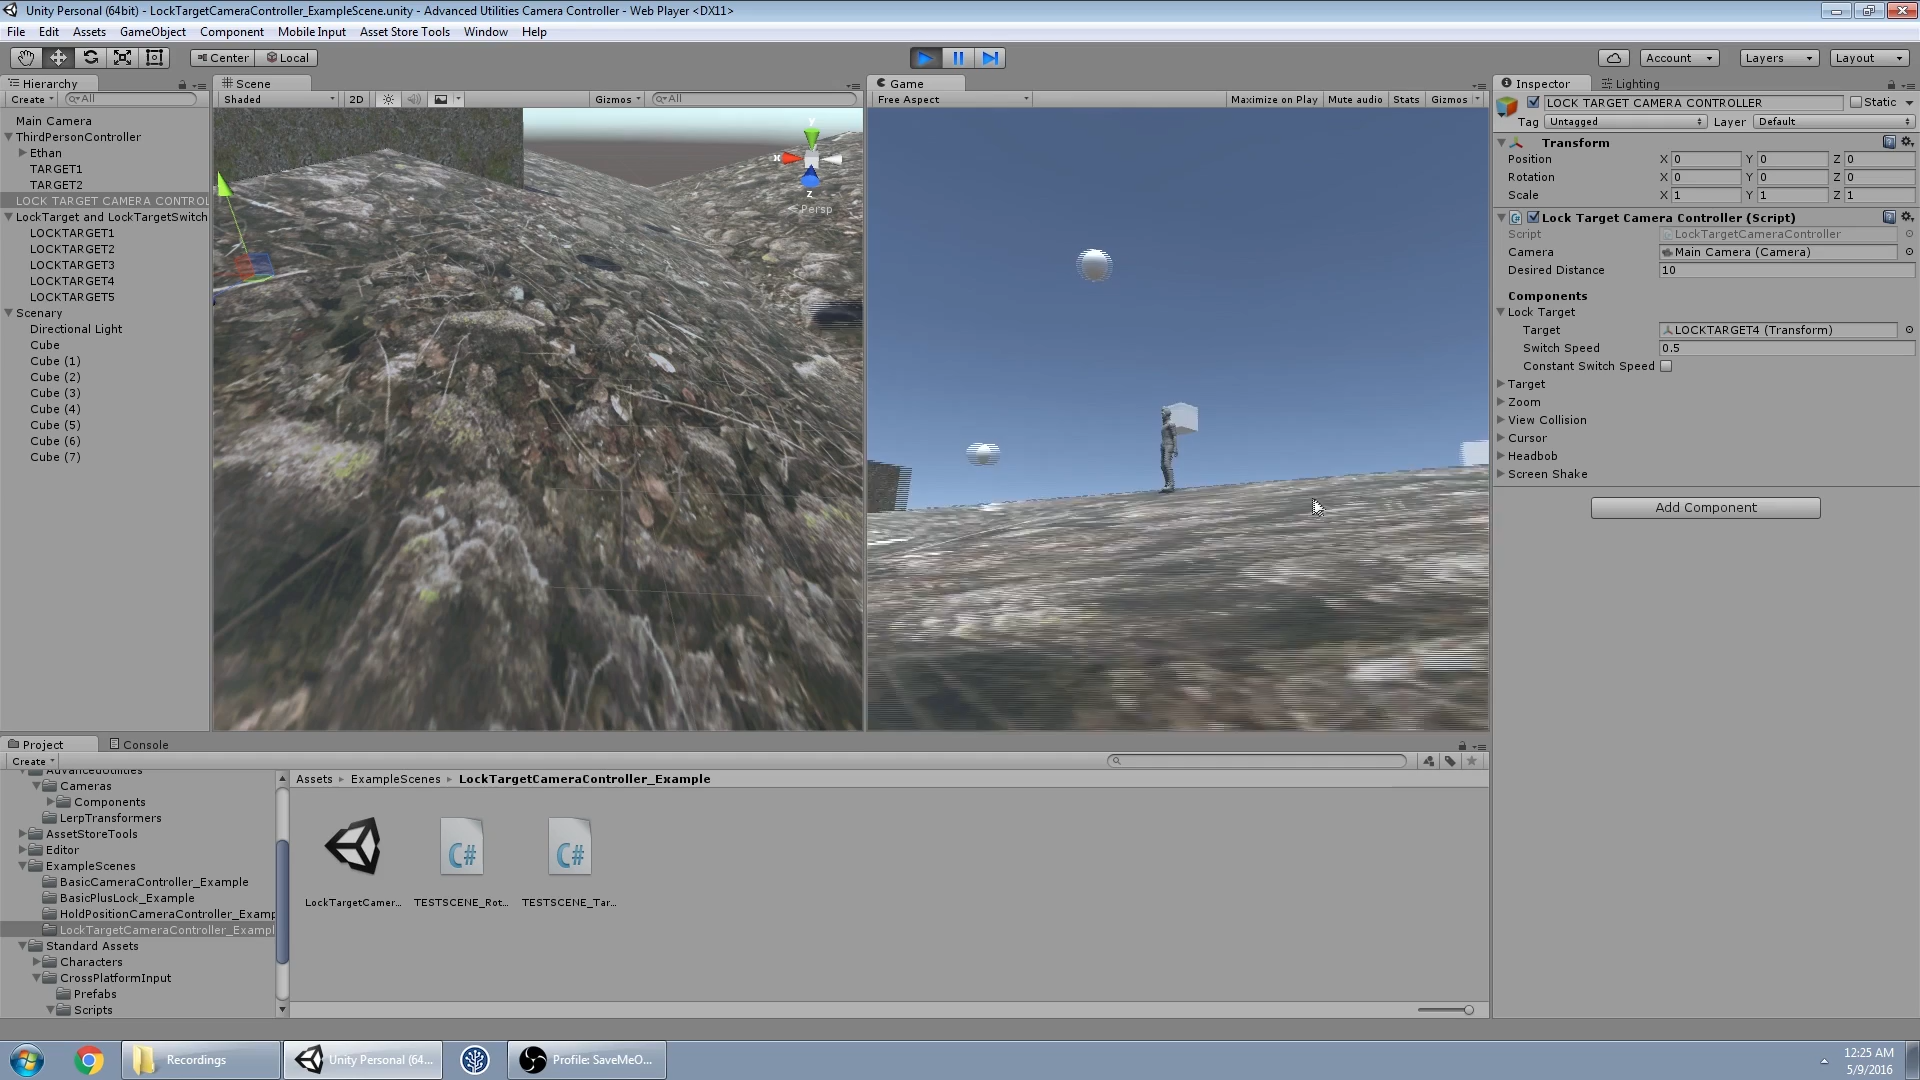 Unity Personal (64bit) - LockTargetCameraController_ExampleScene.unity - Advanced Utilities Camera Controller - Web Player <DX11>
File Edit Assets GameObject Component Mobile Input Asset Store Tools Window Help
Center Local Account Layers Layout
Hierarchy
Create All
Main Camera
ThirdPersonController
Ethan
TARGET1
TARGET2
LOCK TARGET CAMERA CONTROL
LockTarget and LockTargetSwitch
LOCKTARGET1
LOCKTARGET2
LOCKTARGET3
LOCKTARGET4
LOCKTARGET5
Scenary
Directional Light
Cube
Cube (1)
Cube (2)
Cube (3)
Cube (4)
Cube (5)
Cube (6)
Cube (7)
Scene
Shaded 2D Gizmos All
y
x
z
Persp
Game
Free Aspect Maximize on Play Mute audio Stats Gizmos
Inspector Lighting
LOCK TARGET CAMERA CONTROLLER Static
Tag Untagged Layer Default
Transform
Position X 0 Y 0 Z 0
Rotation X 0 Y 0 Z 0
Scale X 1 Y 1 Z 1
Lock Target Camera Controller (Script)
Script LockTargetCameraController
Camera Main Camera (Camera)
Desired Distance 10
Components
Lock Target
Target LOCKTARGET4 (Transform)
Switch Speed 0.5
Constant Switch Speed
Target
Zoom
View Collision
Cursor
Headbob
Screen Shake
Add Component
Project Console
Create
AdvancedUtilities
Cameras
Components
LerpTransformers
AssetStoreTools
Editor
ExampleScenes
BasicCameraController_Example
BasicPlusLock_Example
HoldPositionCameraController_Examp
LockTargetCameraController_Exampl
Standard Assets
Characters
CrossPlatformInput
Prefabs
Scripts
Assets ExampleScenes LockTargetCameraController_Example
C# C#
LockTargetCamer... TESTSCENE_Rot... TESTSCENE_Tar...
Recordings Unity Personal (64... Profile: SaveMeO...
12:25 AM
5/9/2016